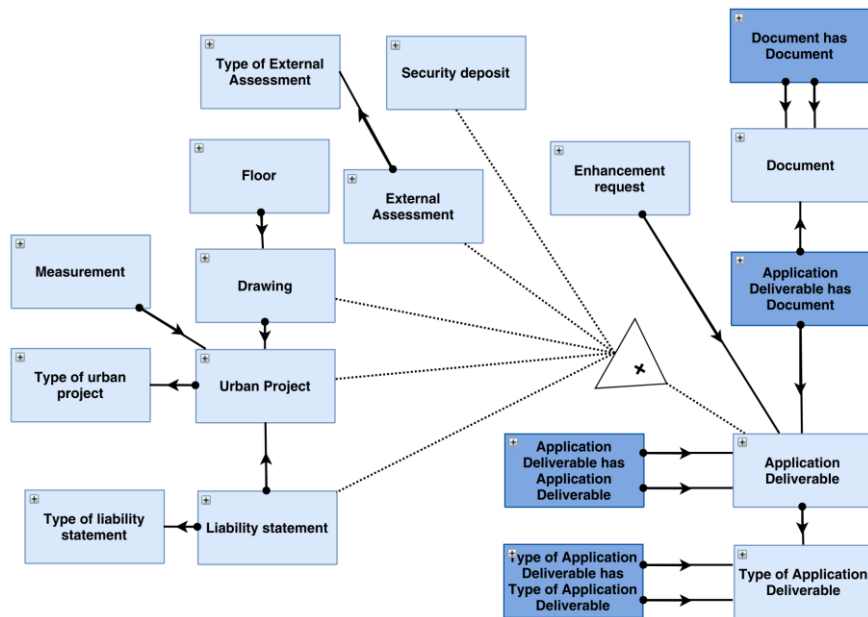 Document has
Document
Type of External
Assessment
Security deposit
Floor
Enhancement
request
Document
External
Assessment
Measurement
Drawing
Application
Deliverable has
Document
Type of urban
project
Urban Project
Application
Deliverable has
Application
Deliverable
Application
Deliverable
Type of liability
statement
Liability statement
Type of Application
Deliverable has
Type of Application
Deliverable
Type of Application
Deliverable